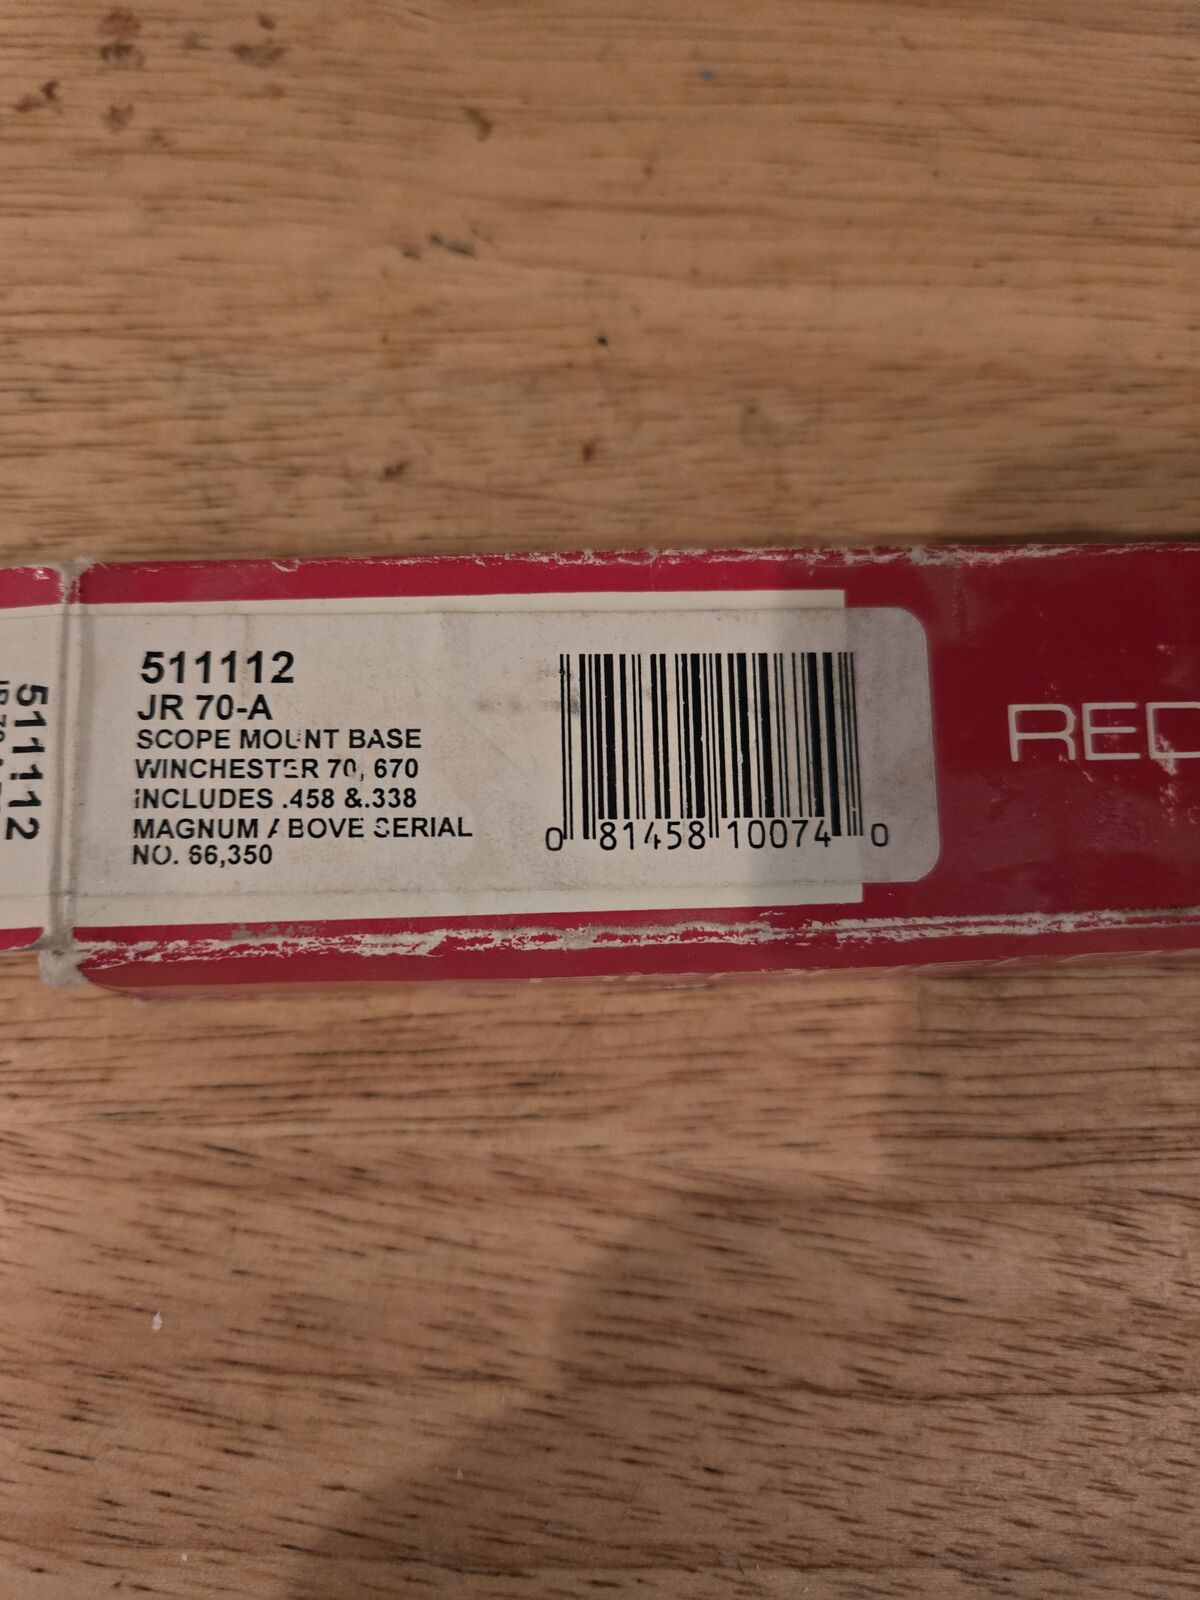 511112
JR 70-A
SCOPE MOUNT BASE
WINCHESTER 70, 670
INCLUDES .458 &.338
MAGNUM ABOVE SERIAL
NO. 66,350
0 81458 10074 0
RED
511112